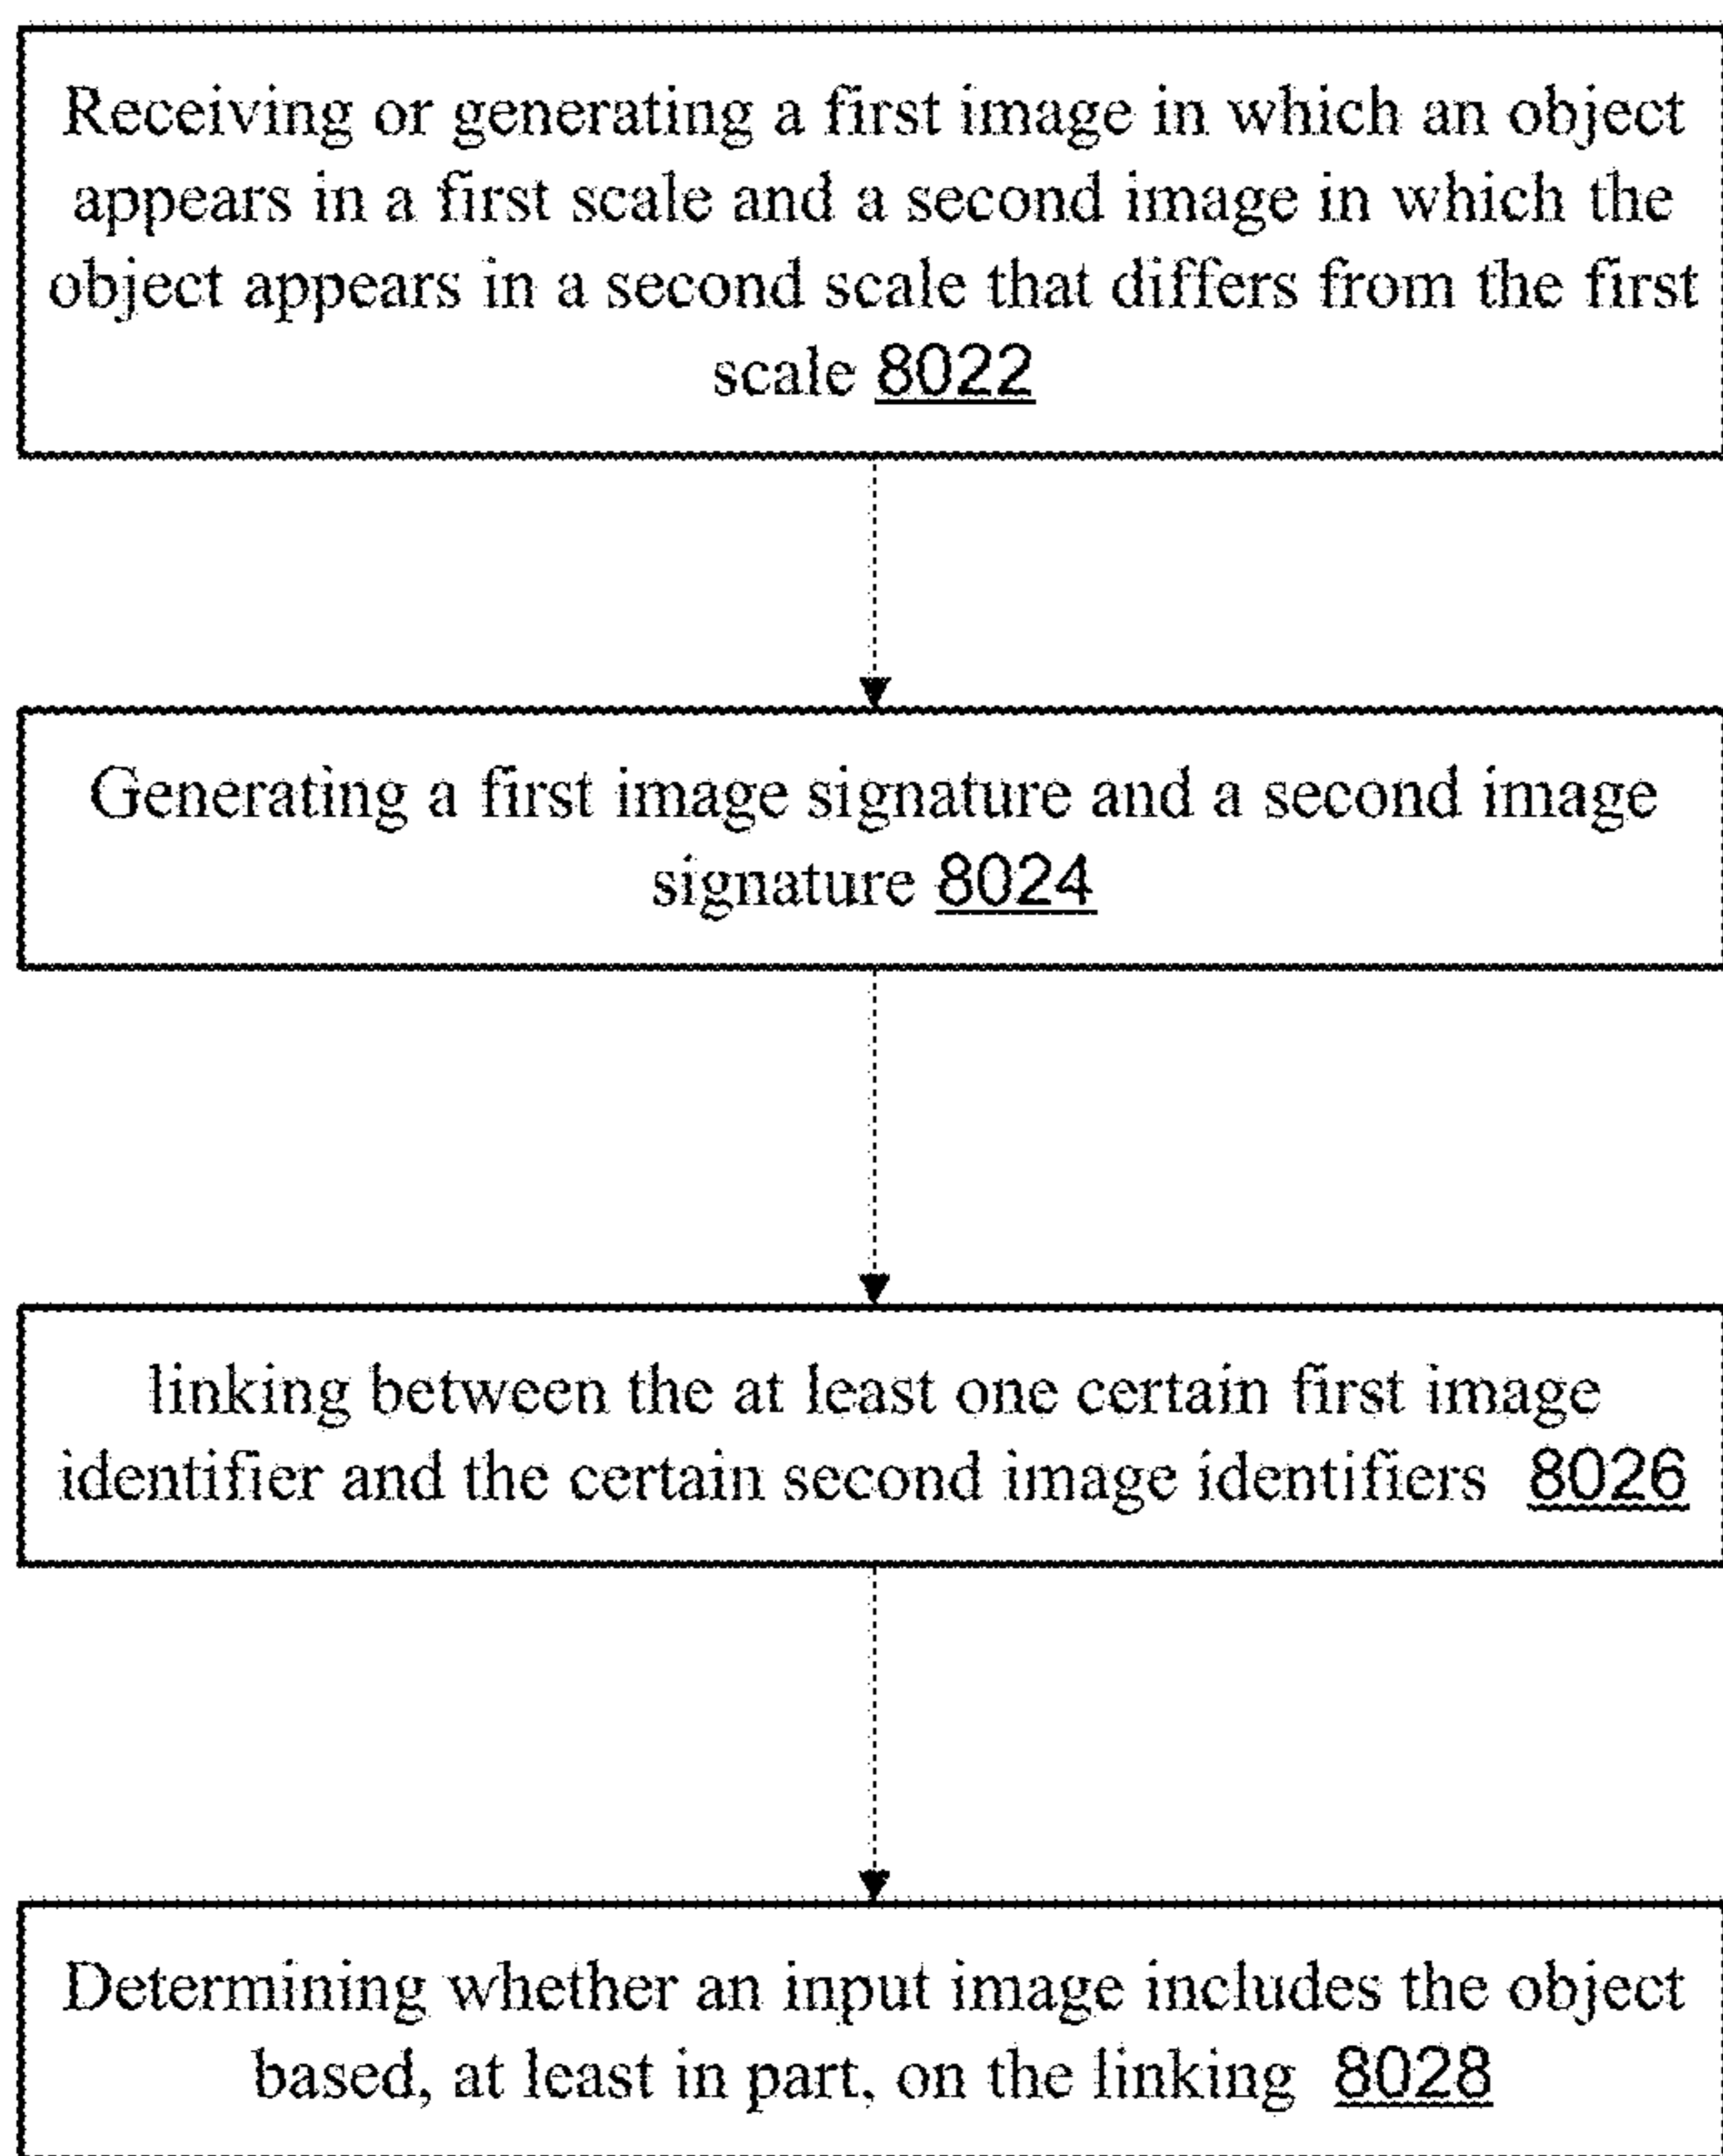 Receiving or generating a first image in which an object
appears in a first scale and a second image in which the
object appears in a second scale that differs from the first
scale 8022
Generating a first image signature and a second image
signature 8024
linking between the at least one certain first image
identifier and the certain second image identifiers 8026
Determining whether an input image includes the object
based, at least in part, on the linking 8028